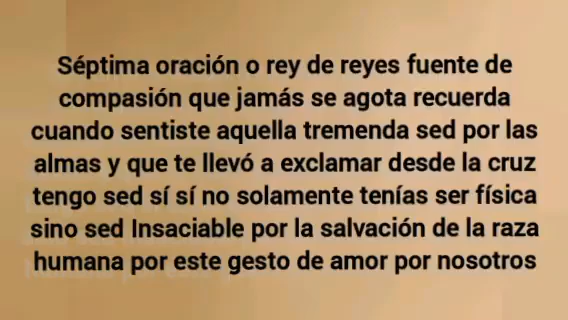 Séptima oración o rey de reyes fuente de
compasión que jamás se agota recuerda
cuando sentiste aquella tremenda sed por las
almas y que te llevó a exclamar desde la cruz
tengo sed sí sí no solamente tenías ser física
sino sed Insaciable por la salvación de la raza
humana por este gesto de amor por nosotros